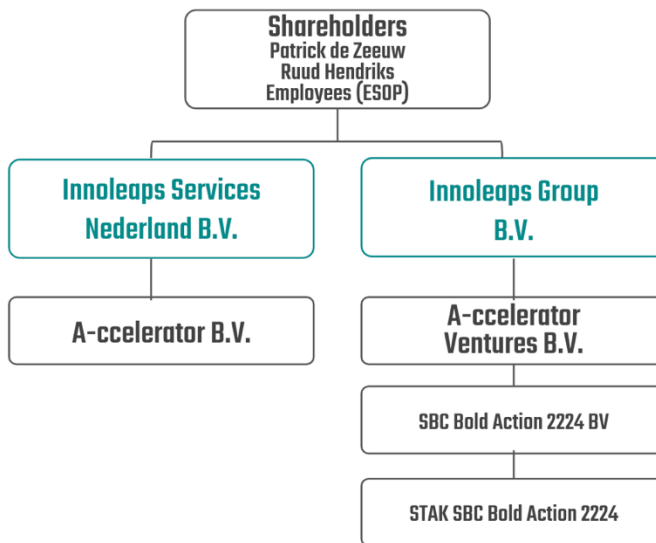 Shareholders
Patrick de Zeeuw
Ruud Hendriks
Employees (ESOP)
Innoleaps Services
Nederland B.V.
Innoleaps Group
B.V.
A-ccelerator B.V.
A-ccelerator
Ventures B.V.
SBC Bold Action 2224 BV
STAK SBC Bold Action 2224